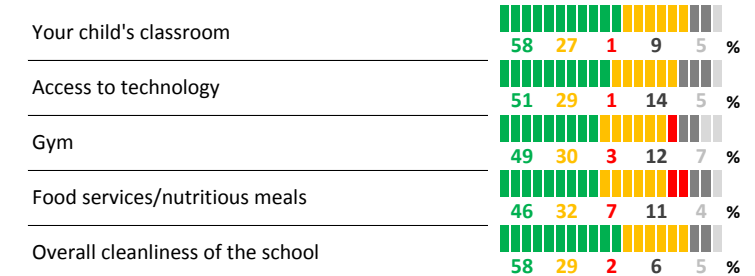 Your child's classroom
58 27 1 9 5 %
Access to technology
51 29 1 14 5 %
Gym
49 30 3 12 7 %
Food services/nutritious meals
46 32 7 11 4 %
Overall cleanliness of the school
58 29 2 6 5 %